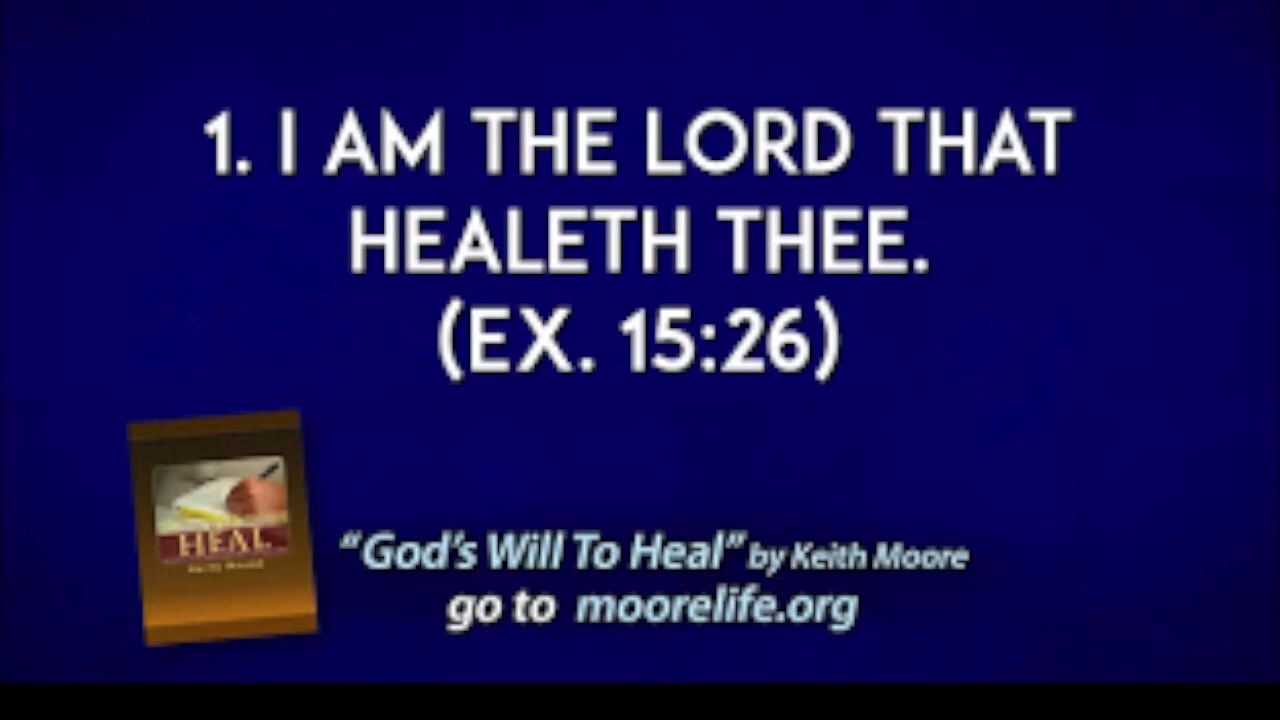 1. I AM THE LORD THAT
HEALETH THEE.
(EX. 15:26)
HEAL
"God's Will To Heal" by Keith Moore
go to moorelife.org